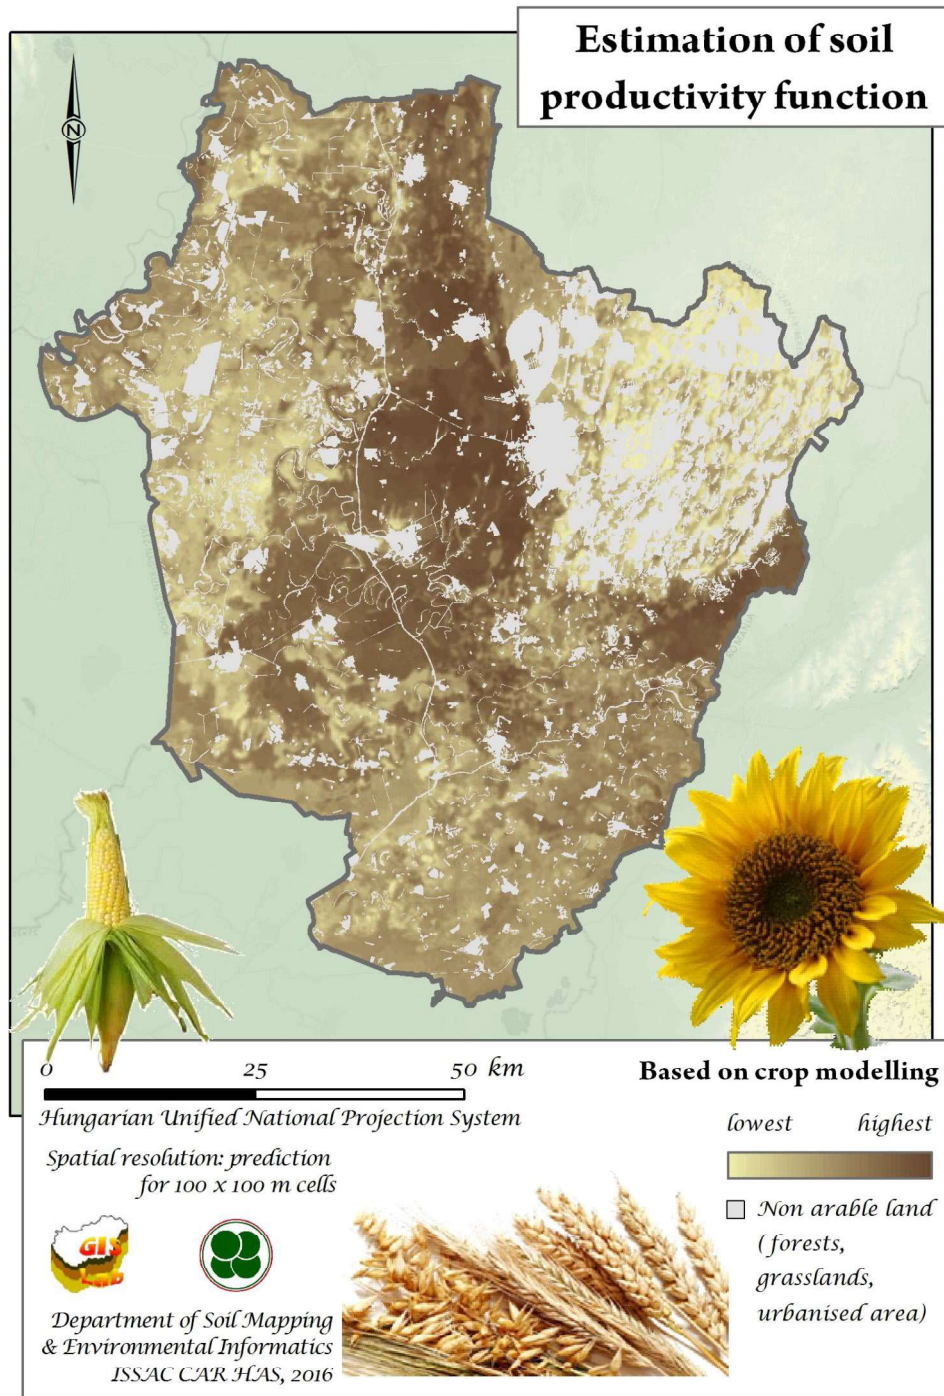 Estimation of soil
productivity function
N
0 25 50 km
Hungarian Unified National Projection System
Spatial resolution: prediction
for 100 x 100 m cells
GIS
Lab
Department of Soil Mapping
& Environmental Informatics
ISSAC CAR HAS, 2016
Based on crop modelling
lowest highest
Non arable land
(forests,
grasslands,
urbanised area)